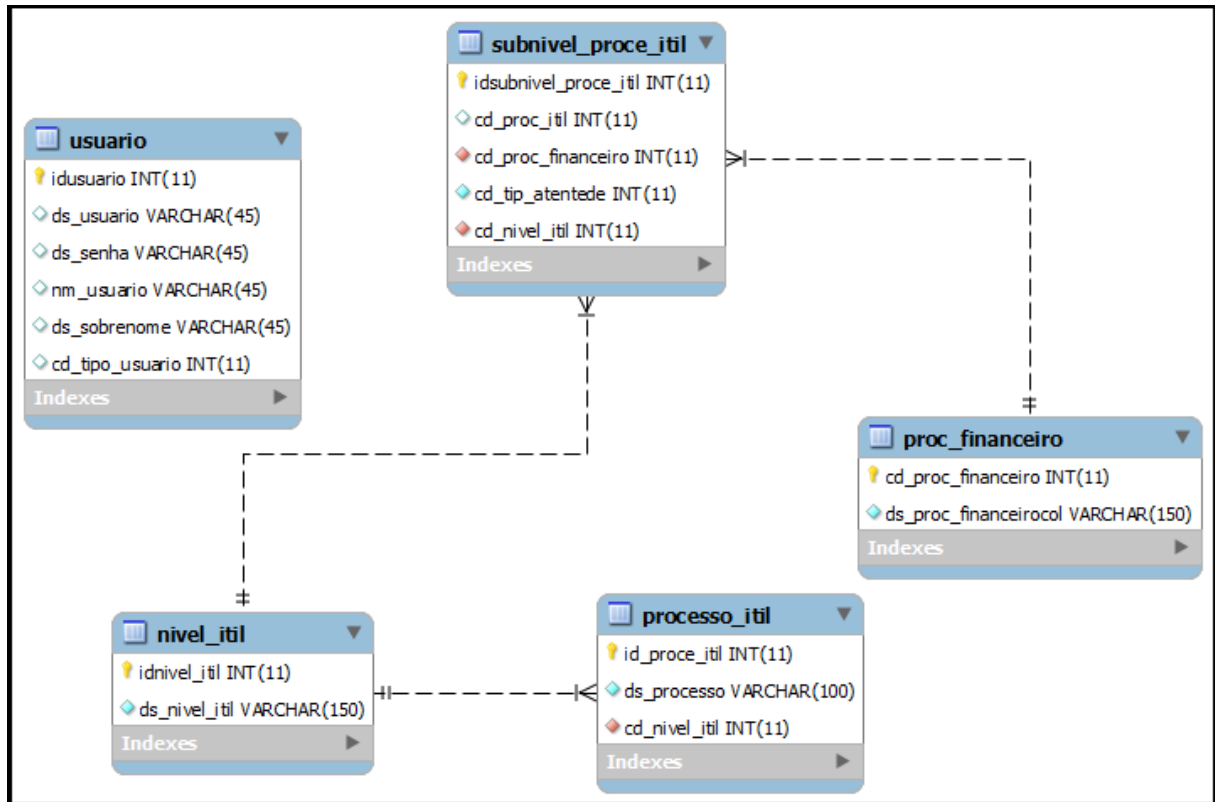 subnivel_proce_itil
idsubnivel_proce_itil INT(11)
cd_proc_itil INT(11)
cd_proc_financeiro INT(11)
cd_tip_atentede INT(11)
cd_nivel_itil INT(11)
Indexes
usuario
idusuario INT(11)
ds_usuario VARCHAR(45)
ds_senha VARCHAR(45)
nm_usuario VARCHAR(45)
ds_sobrenome VARCHAR(45)
cd_tipo_usuario INT(11)
Indexes
proc_financeiro
cd_proc_financeiro INT(11)
ds_proc_financeirocol VARCHAR(150)
Indexes
nivel_itil
idnivel_itil INT(11)
ds_nivel_itil VARCHAR(150)
Indexes
processo_itil
id_proce_itil INT(11)
ds_processo VARCHAR(100)
cd_nivel_itil INT(11)
Indexes